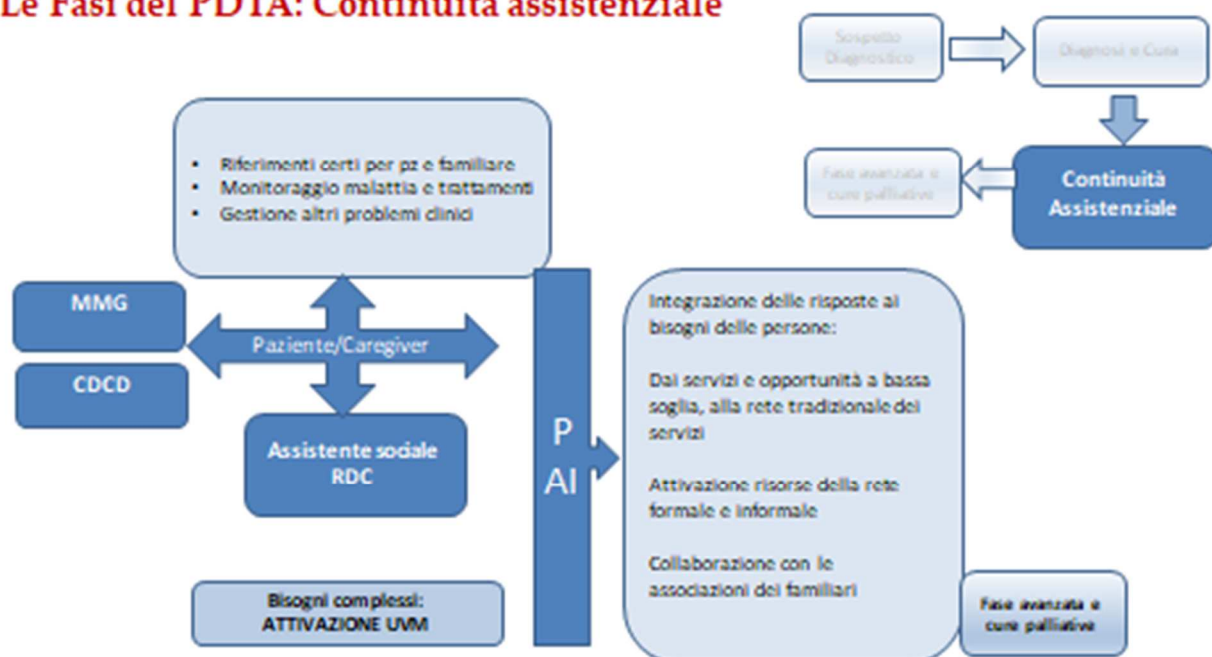 Le Fasi del PDTA: Continuità assistenziale
Sospetto
Diagnostico
Diagnosi e Cura
Fase avanzata e
cure palliative
Continuità
Assistenziale
• Riferimenti certi per pz e familiare
• Monitoraggio malattia e trattamenti
• Gestione altri problemi clinici
MMG
CDCD
Paziente/Caregiver
Assistente sociale
RDC
Bisogni complessi:
ATTIVAZIONE UVM
P
AI
Integrazione delle risposte ai
bisogni delle persone:
Dai servizi e opportunità a bassa
soglia, alla rete tradizionale dei
servizi
Attivazione risorse della rete
formale e informale
Collaborazione con le
associazioni dei familiari
Fase avanzata e
cure palliative